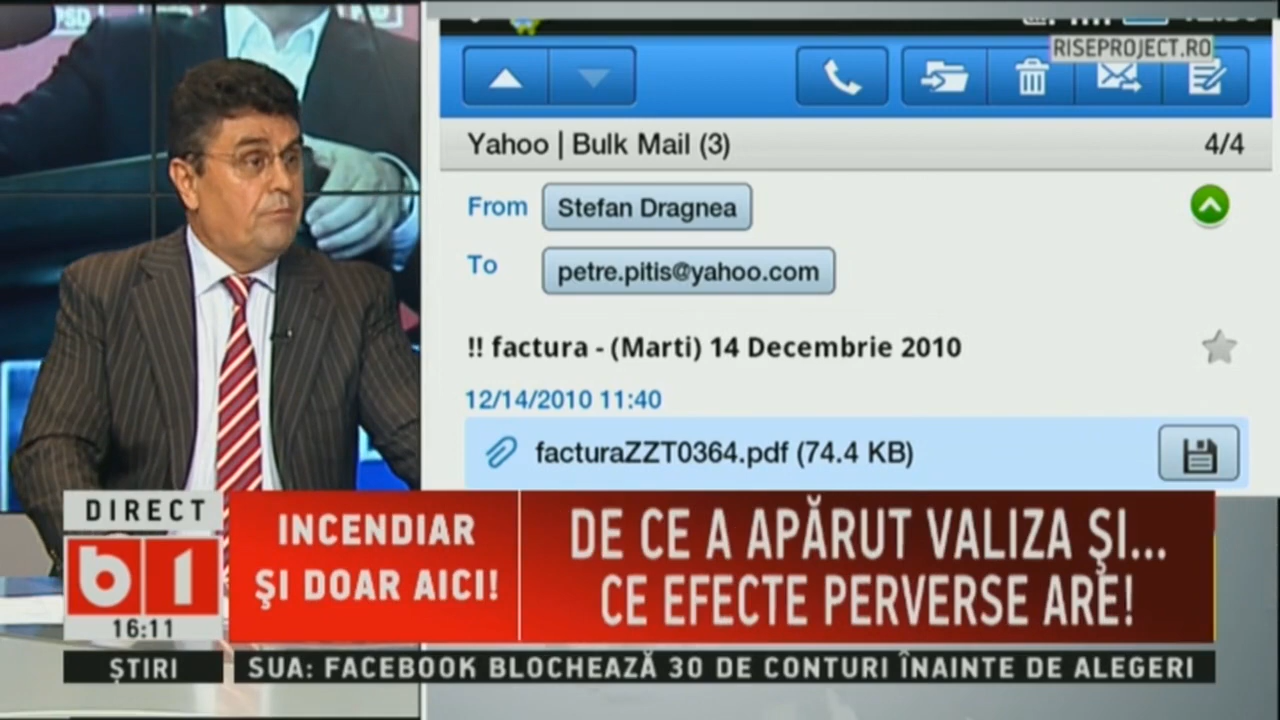 PSD
RISEPROJECT.RO
Yahoo | Bulk Mail (3)
4/4
From
Stefan Dragnea
To
petre.pitis@yahoo.com
!! factura - (Marti) 14 Decembrie 2010
12/14/2010 11:40
facturaZZT0364.pdf (74.4 KB)
DIRECT
INCENDIAR
ŞI DOAR AICI!
DE CE A APĂRUT VALIZA ŞI...
CE EFECTE PERVERSE ARE!
b1
16:11
ŞTIRI
SUA: FACEBOOK BLOCHEAZĂ 30 DE CONTURI ÎNAINTE DE ALEGERI